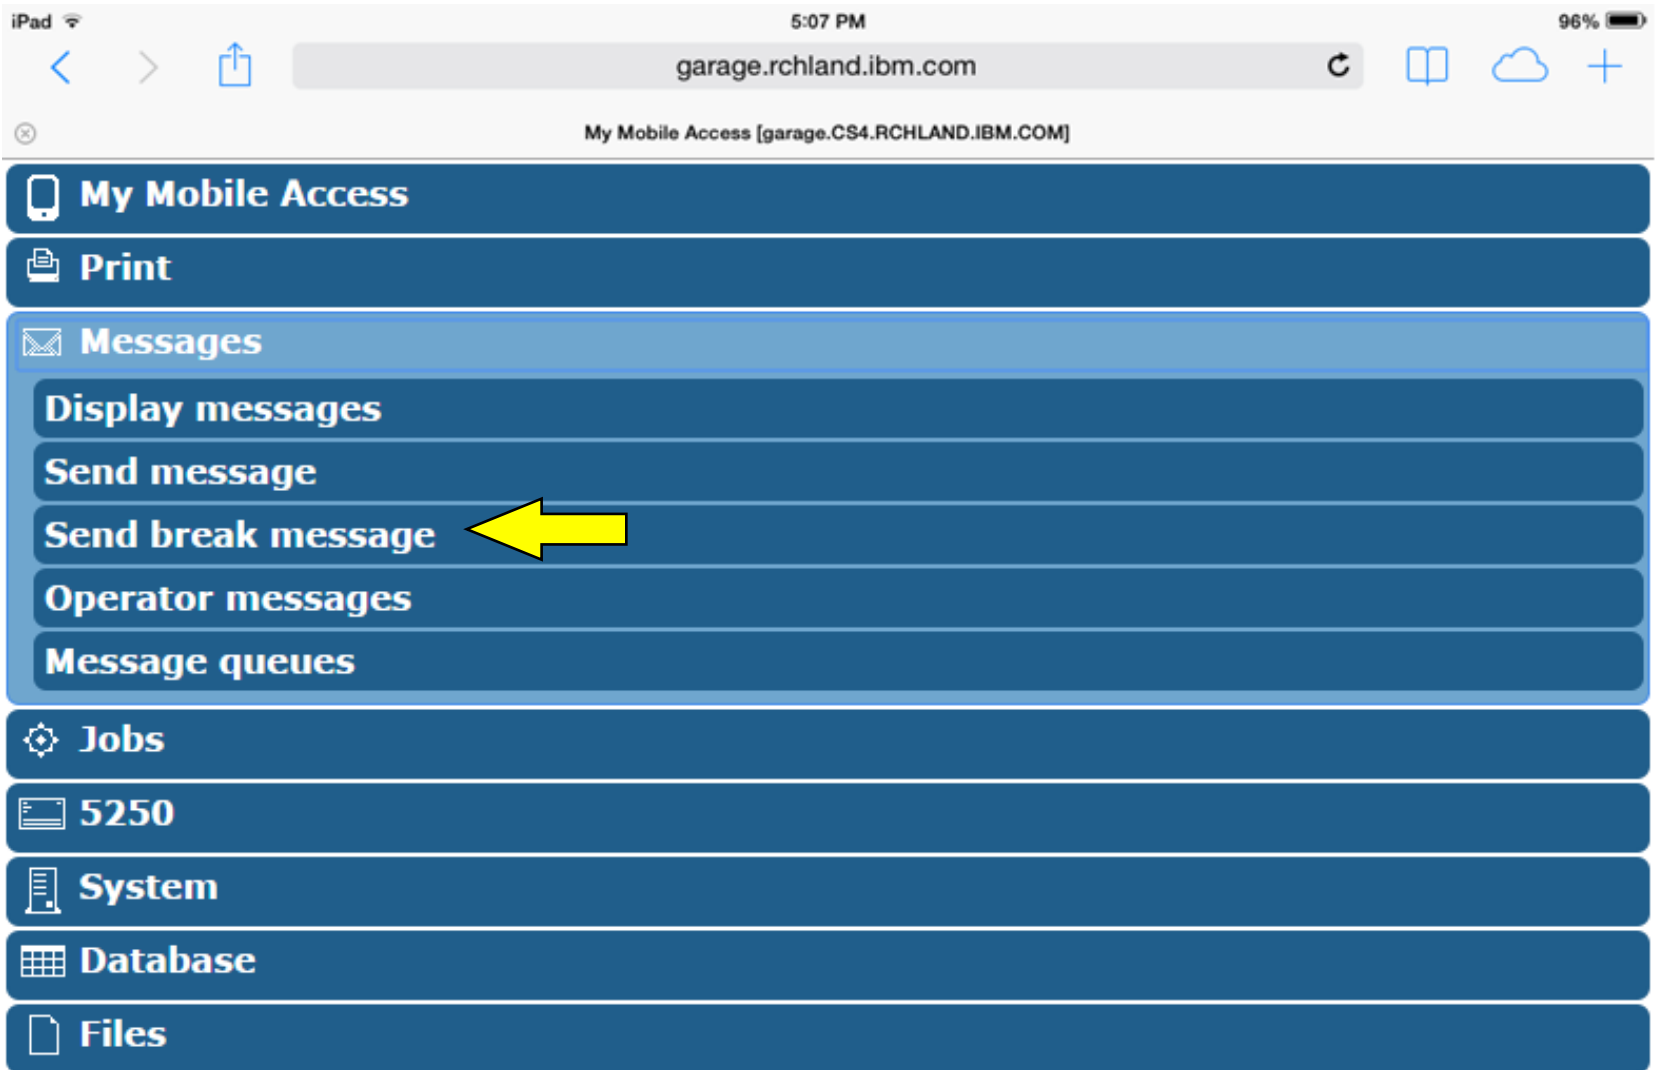 iPad 5:07 PM 96%
garage.rchland.ibm.com
My Mobile Access [garage.CS4.RCHLAND.IBM.COM]
My Mobile Access
Print
Messages
Display messages
Send message
Send break message
Operator messages
Message queues
Jobs
5250
System
Database
Files